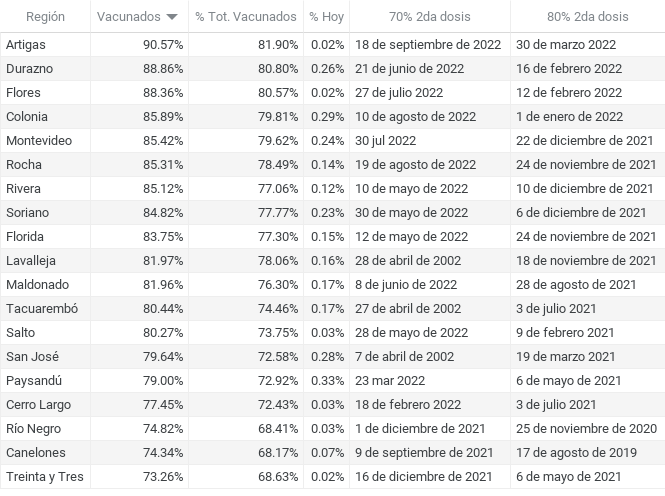 Región Vacunados % Tot. Vacunados % Hoy 70% 2da dosis 80% 2da dosis
Artigas 90.57% 81.90% 0.02% 18 de septiembre de 2022 30 de marzo 2022
Durazno 88.86% 80.80% 0.26% 21 de junio de 2022 16 de febrero 2022
Flores 88.36% 80.57% 0.02% 27 de julio 2022 12 de febrero 2022
Colonia 85.89% 79.81% 0.29% 10 de agosto de 2022 1 de enero de 2022
Montevideo 85.42% 79.62% 0.24% 30 jul 2022 22 de diciembre de 2021
Rocha 85.31% 78.49% 0.14% 19 de agosto de 2022 24 de noviembre de 2021
Rivera 85.12% 77.06% 0.12% 10 de mayo de 2022 10 de diciembre de 2021
Soriano 84.82% 77.77% 0.23% 30 de mayo de 2022 6 de diciembre de 2021
Florida 83.75% 77.30% 0.15% 12 de mayo de 2022 24 de noviembre de 2021
Lavalleja 81.97% 78.06% 0.16% 28 de abril de 2002 18 de noviembre de 2021
Maldonado 81.96% 76.30% 0.17% 8 de junio de 2022 28 de agosto de 2021
Tacuarembó 80.44% 74.46% 0.17% 27 de abril de 2002 3 de julio 2021
Salto 80.27% 73.75% 0.03% 28 de mayo de 2022 9 de febrero 2021
San José 79.64% 72.58% 0.28% 7 de abril de 2002 19 de marzo 2021
Paysandú 79.00% 72.92% 0.33% 23 mar 2022 6 de mayo de 2021
Cerro Largo 77.45% 72.43% 0.03% 18 de febrero 2022 3 de julio 2021
Río Negro 74.82% 68.41% 0.03% 1 de diciembre de 2021 25 de noviembre de 2020
Canelones 74.34% 68.17% 0.07% 9 de septiembre de 2021 17 de agosto de 2019
Treinta y Tres 73.26% 68.63% 0.02% 16 de diciembre de 2021 6 de mayo de 2021